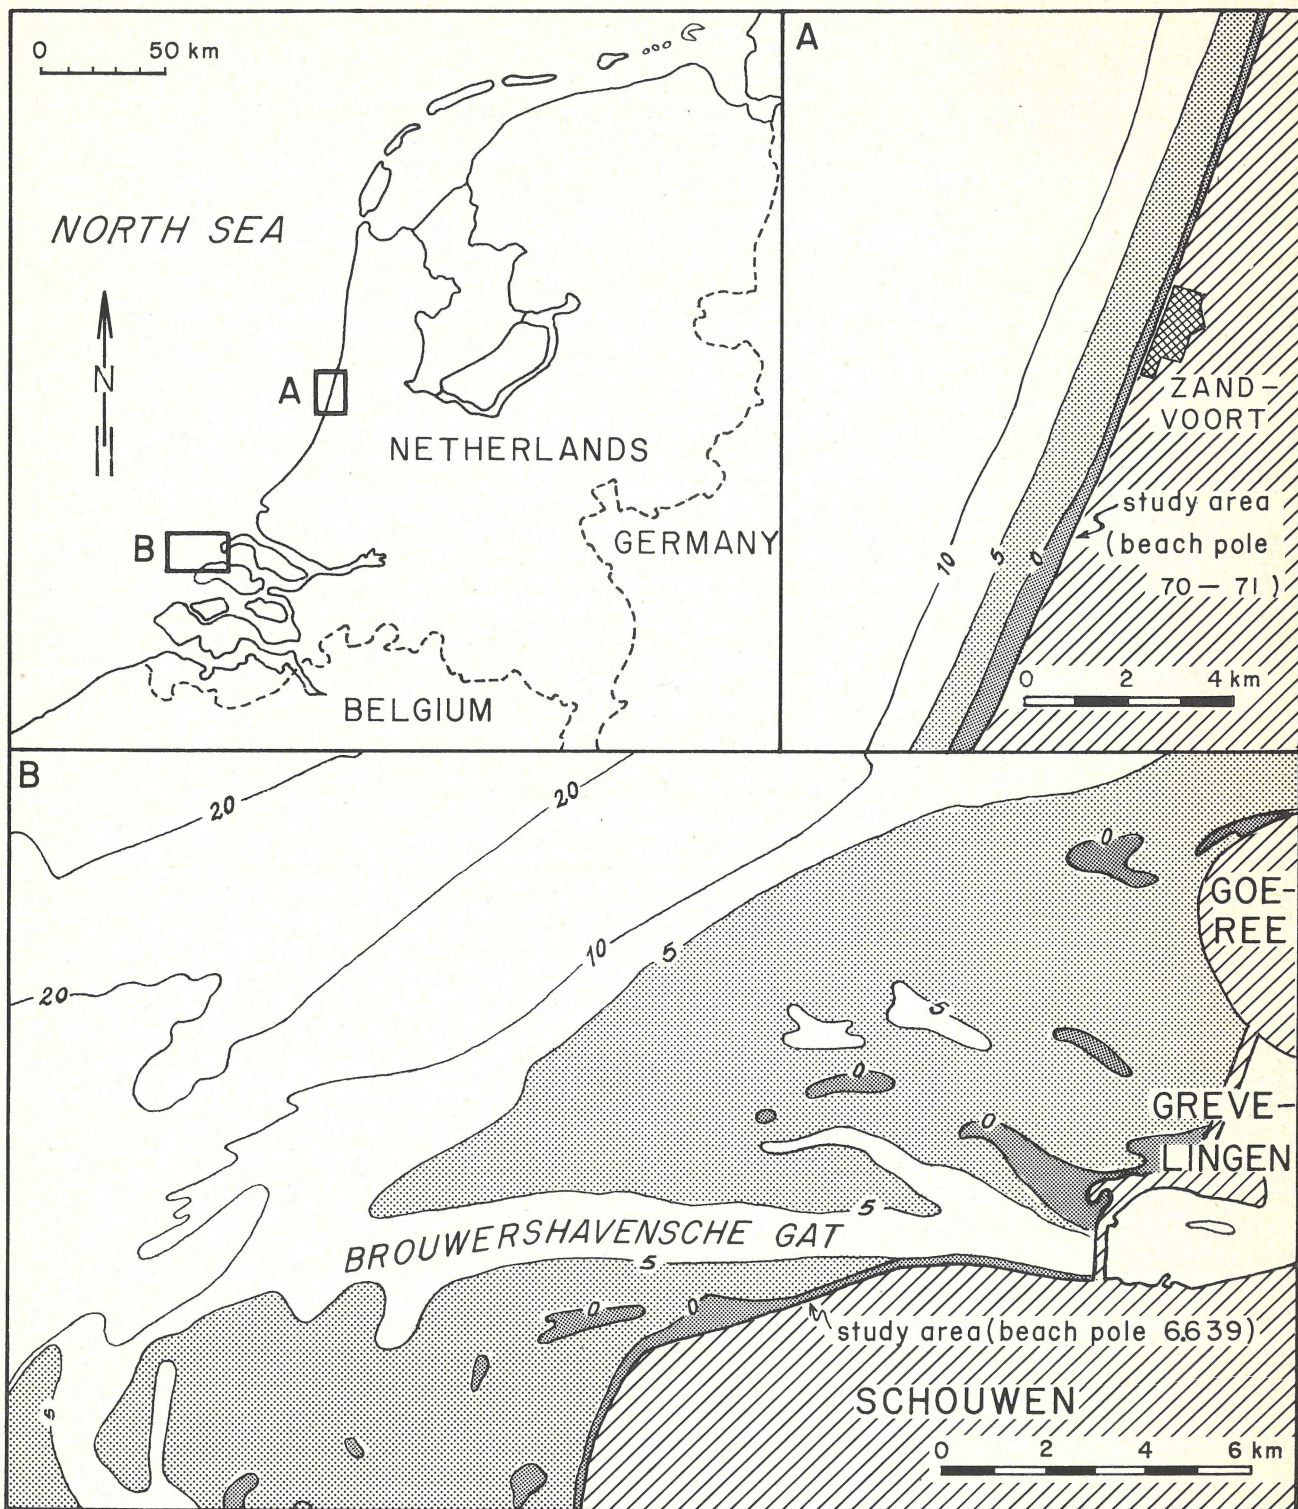 0 50 km
NORTH SEA
N
A
B
NETHERLANDS
GERMANY
BELGIUM
A
ZAND-
VOORT
study area
(beach pole
70 — 71)
10
5
0
0 2 4 km
B
20
20
20
10
5
0
GOE-
REE
5
0
0
GREVE-
LINGEN
5
BROUWERSHAVENSCHE GAT
5
0
0
study area (beach pole 6.639)
5
SCHOUWEN
0 2 4 6 km